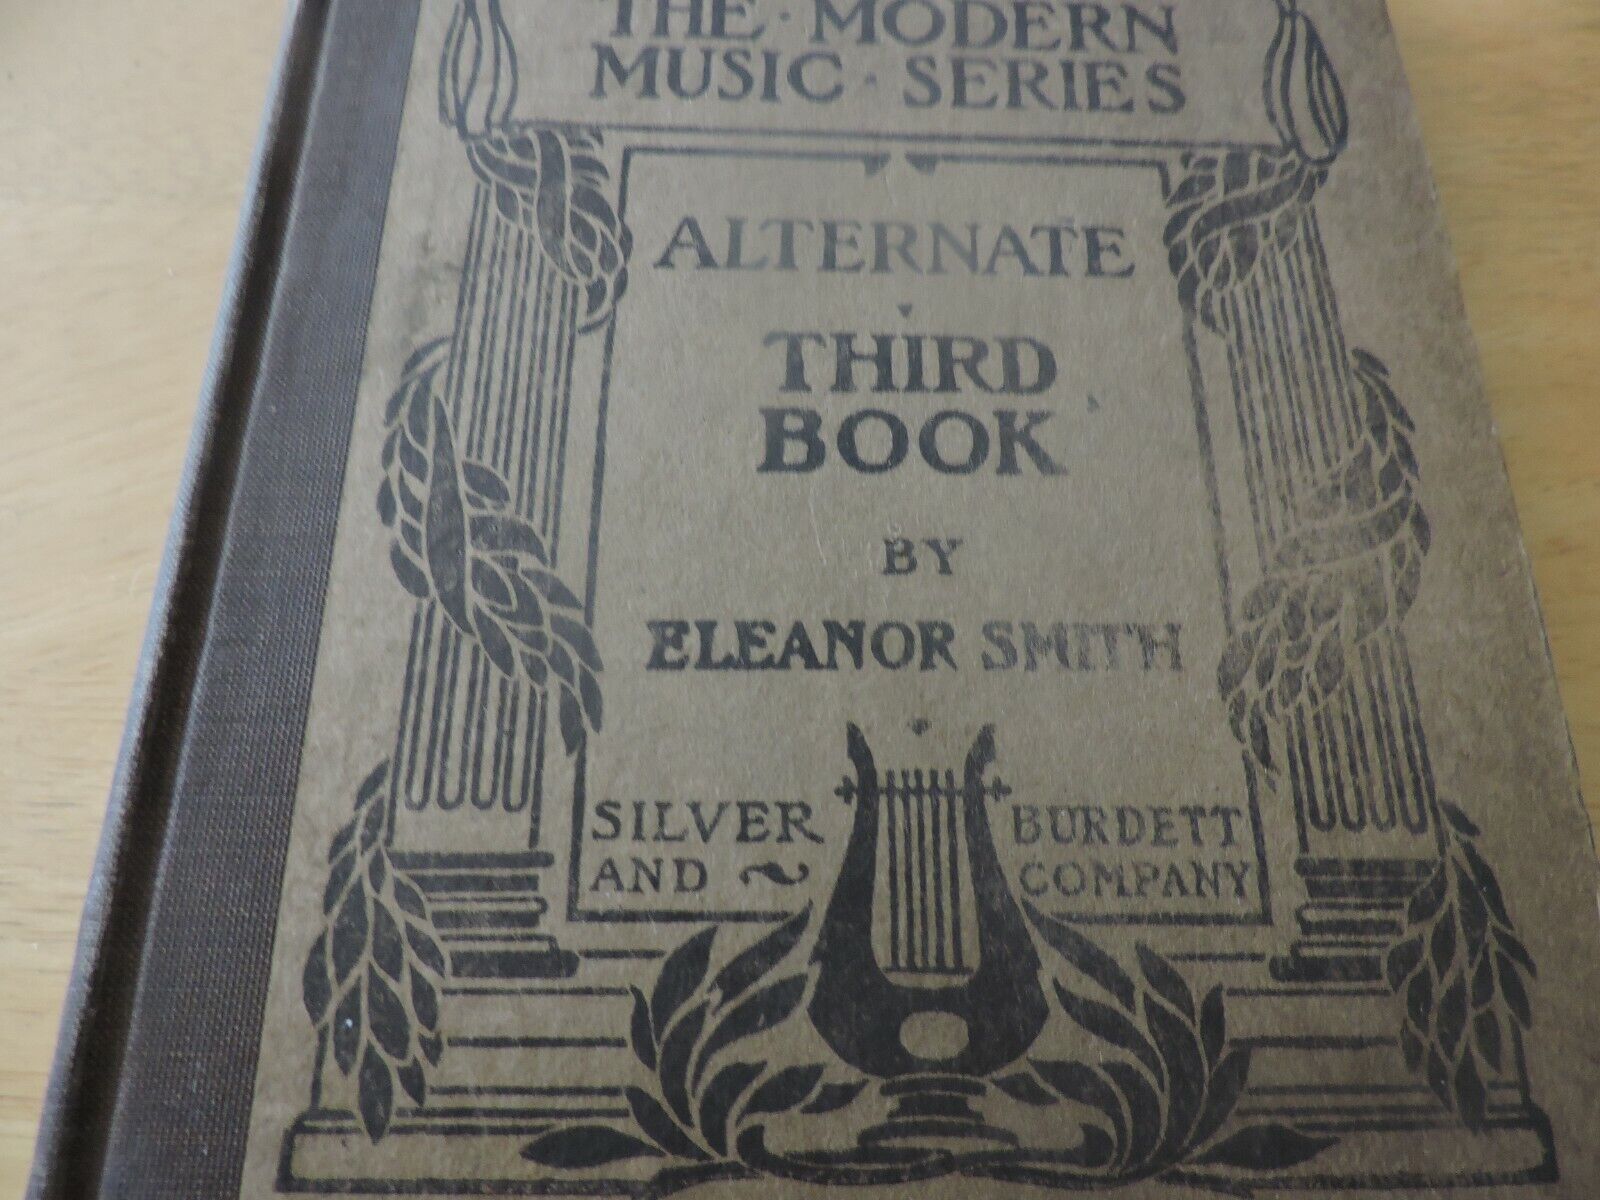 THE · MODERN
MUSIC · SERIES
ALTERNATE
THIRD
BOOK
BY
ELEANOR SMITH
SILVER BURDETT
AND COMPANY